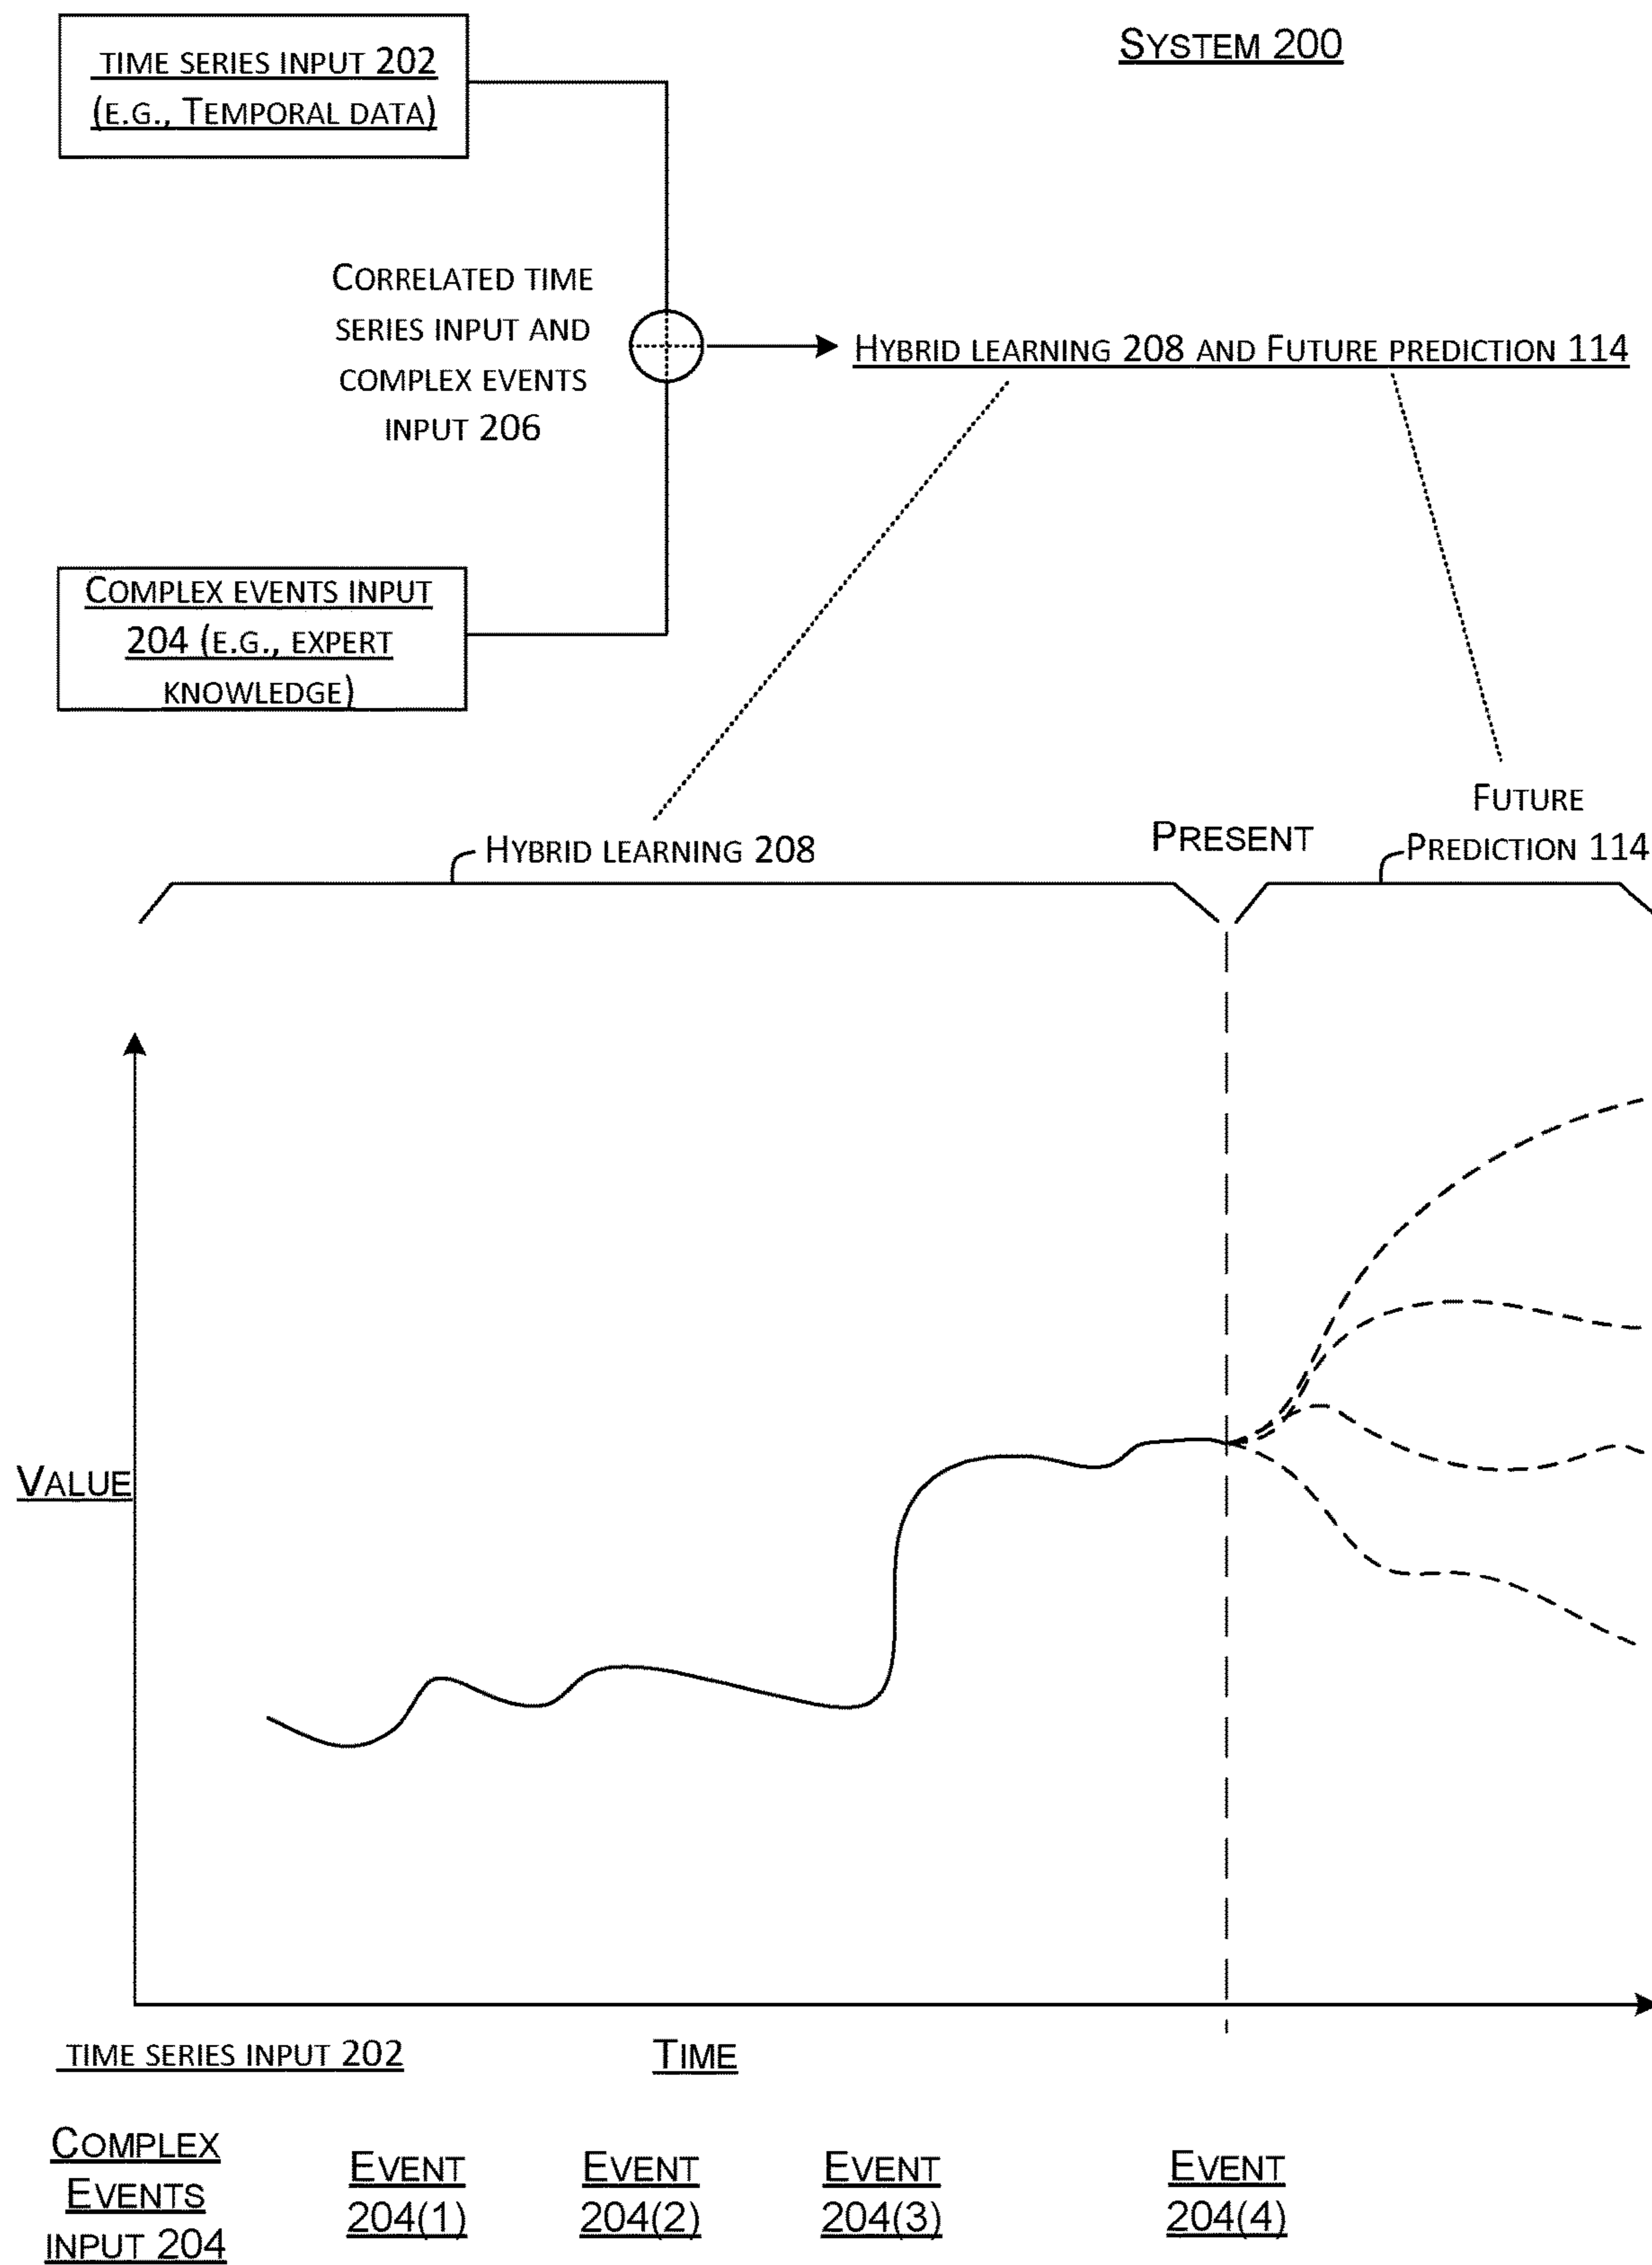 SYSTEM 200
TIME SERIES INPUT 202
(E.G., TEMPORAL DATA)
CORRELATED TIME
SERIES INPUT AND
COMPLEX EVENTS
INPUT 206
HYBRID LEARNING 208 AND FUTURE PREDICTION 114
COMPLEX EVENTS INPUT
204 (E.G., EXPERT
KNOWLEDGE)
HYBRID LEARNING 208
PRESENT
FUTURE
PREDICTION 114
VALUE
TIME SERIES INPUT 202
TIME
COMPLEX
EVENTS
INPUT 204
EVENT
204(1)
EVENT
204(2)
EVENT
204(3)
EVENT
204(4)